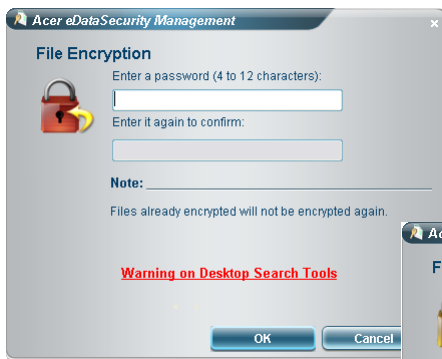 Acer eDataSecurity Management
File Encryption
Enter a password (4 to 12 characters):
Enter it again to confirm:
Note:
Files already encrypted will not be encrypted again.
Warning on Desktop Search Tools
OK
Cancel